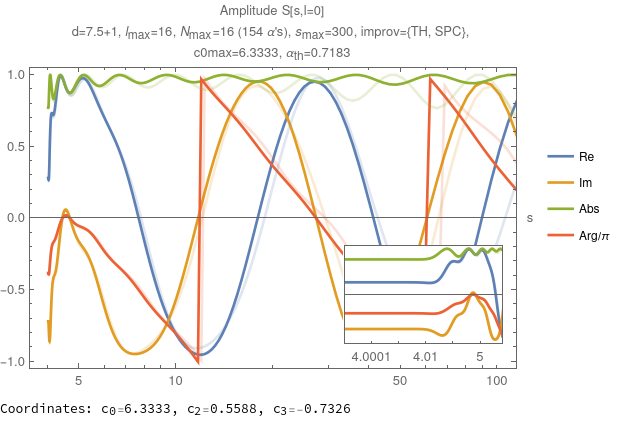 Amplitude S[s,l=0]
d=7.5+1, lmax=16, Nmax=16 (154 α's), smax=300, improv={TH, SPC},
c0max=6.3333, αth=0.7183
1.0
0.5
0.0
−0.5
−1.0
s
Re
Im
Abs
Arg/π
4.0001 4.01 5
5 10 50 100
Coordinates: c0=6.3333, c2=0.5588, c3=-0.7326